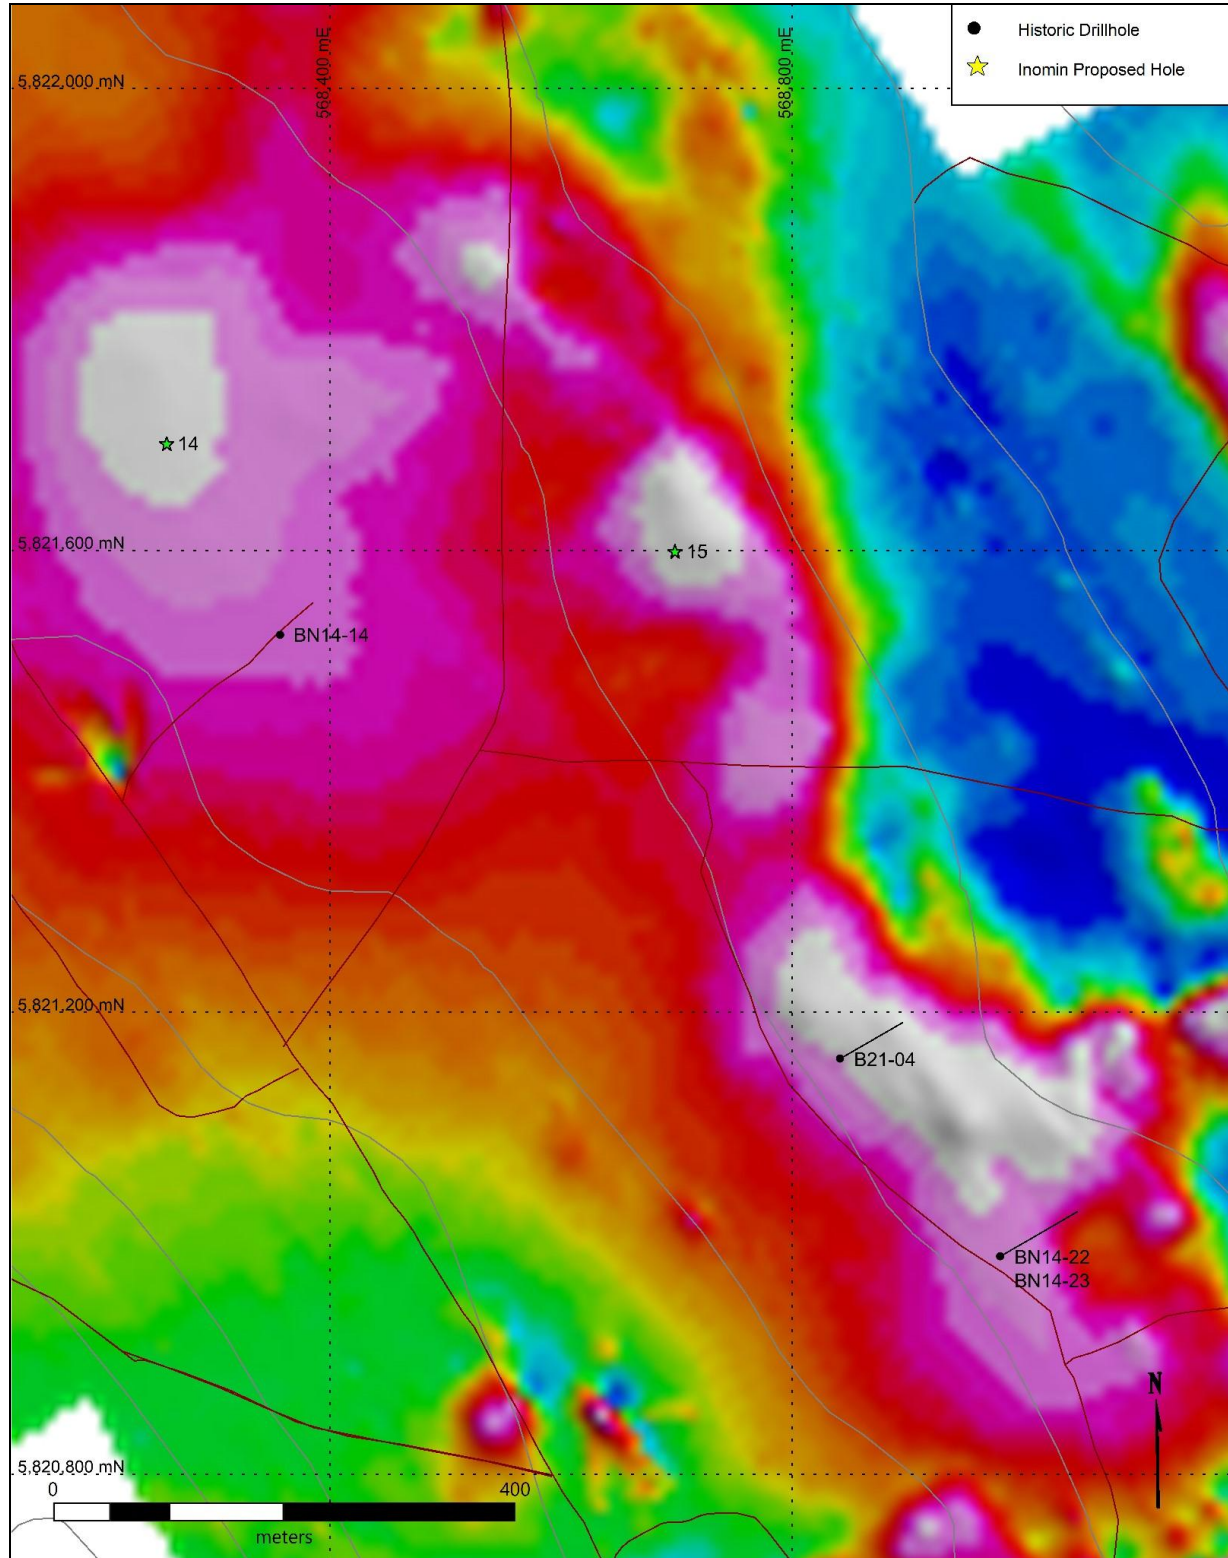 Historic Drillhole
Inomin Proposed Hole
568,400 mE
568,800 mE
5,822,000 mN
14
5,821,600 mN
15
BN14-14
5,821,200 mN
B21-04
BN14-22
BN14-23
N
5,820,800 mN
0 400
meters